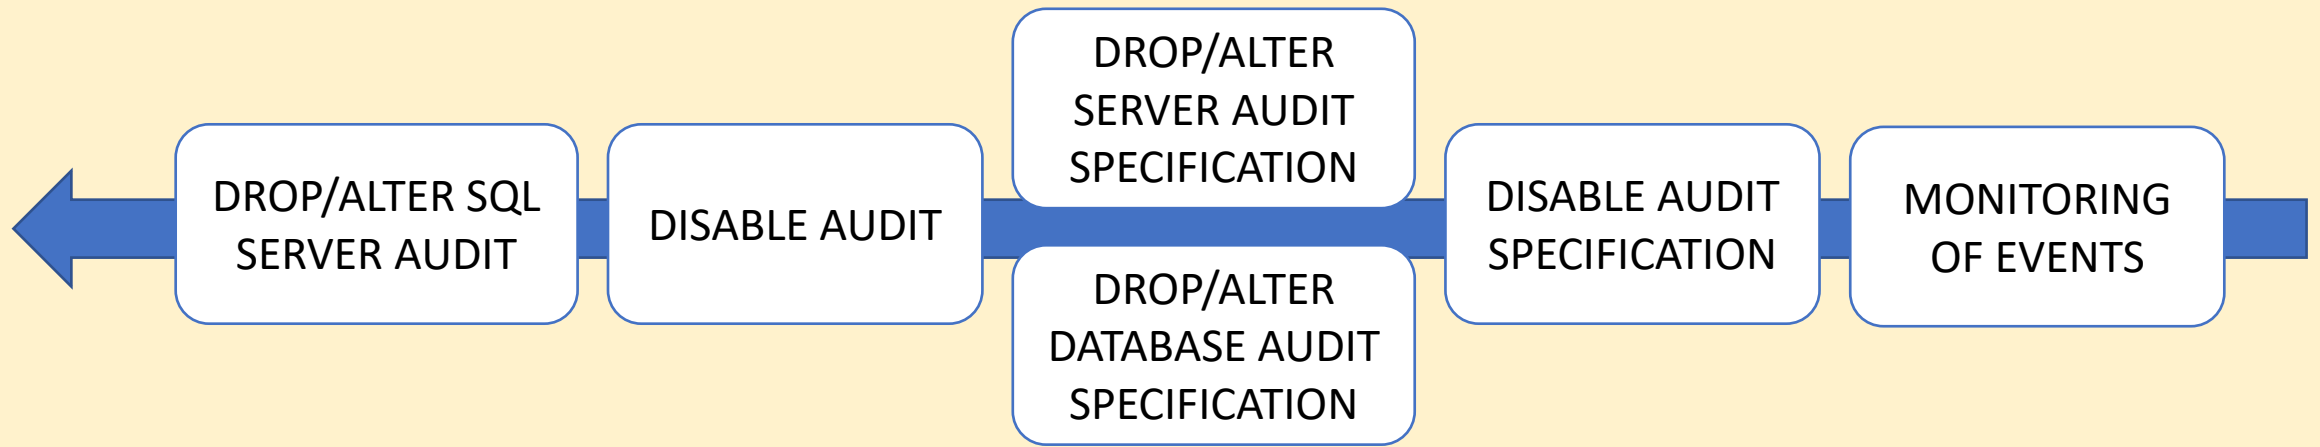 DROP/ALTER SQL
SERVER AUDIT
DISABLE AUDIT
DROP/ALTER
SERVER AUDIT
SPECIFICATION
DROP/ALTER
DATABASE AUDIT
SPECIFICATION
DISABLE AUDIT
SPECIFICATION
MONITORING
OF EVENTS